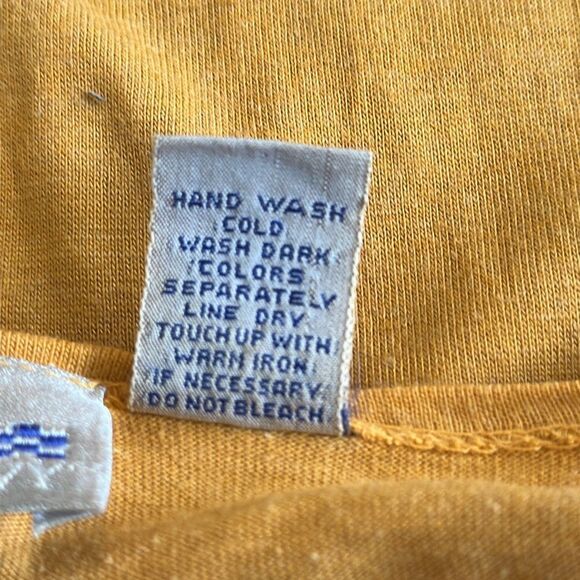 HAND WASH
COLD
WASH DARK
COLORS
SEPARATELY
LINE DRY.
TOUCH UP WITH
WARM IRON
IF NECESSARY.
DO NOT BLEACH